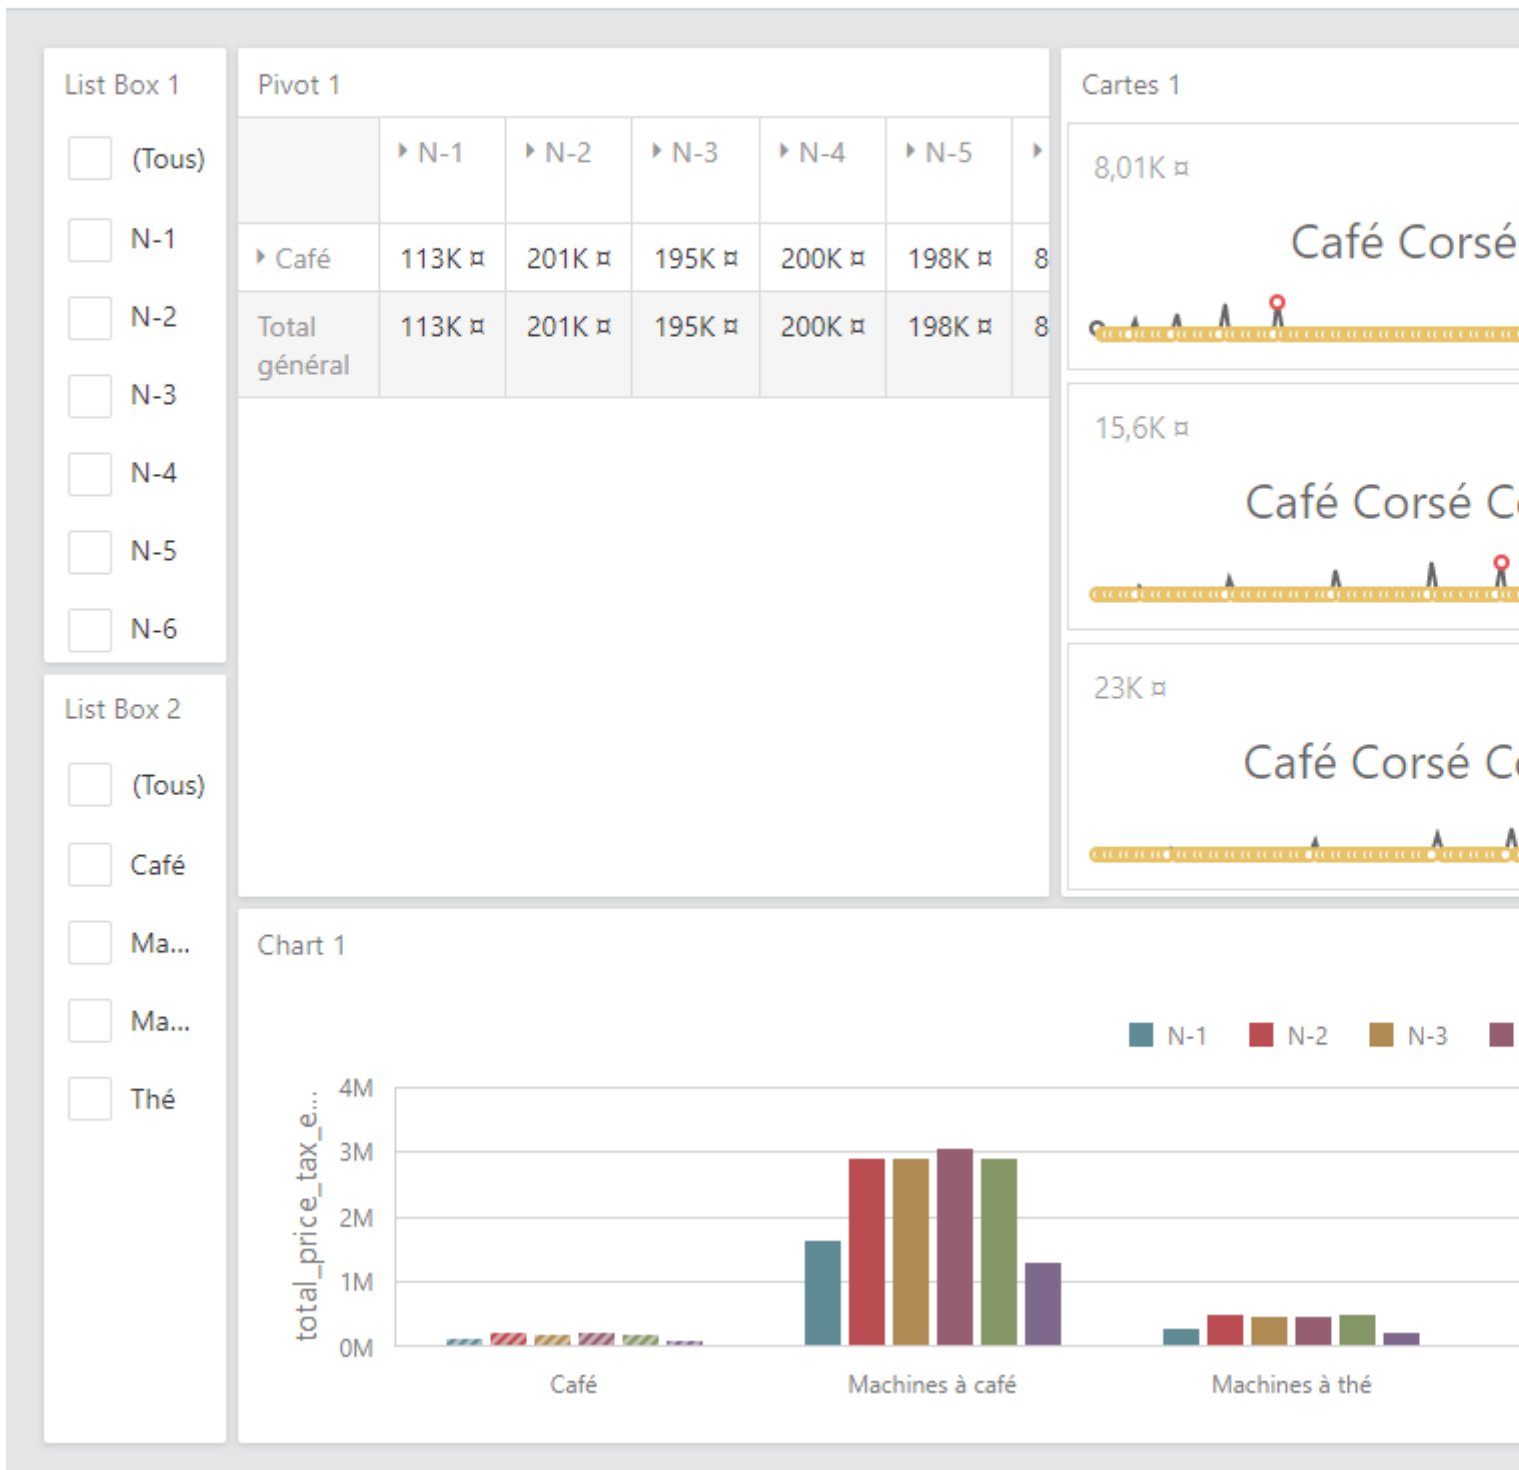 List Box 1
(Tous)
N-1
N-2
N-3
N-4
N-5
N-6
List Box 2
(Tous)
Café
Ma...
Ma...
Thé
Pivot 1
N-1 N-2 N-3 N-4 N-5
Café 113K ¤ 201K ¤ 195K ¤ 200K ¤ 198K ¤ 8
Total général 113K ¤ 201K ¤ 195K ¤ 200K ¤ 198K ¤ 8
Cartes 1
8,01K ¤
Café Corsé
15,6K ¤
Café Corsé C
23K ¤
Café Corsé C
Chart 1
N-1 N-2 N-3
total_price_tax_e...
4M
3M
2M
1M
0M
Café Machines à café Machines à thé